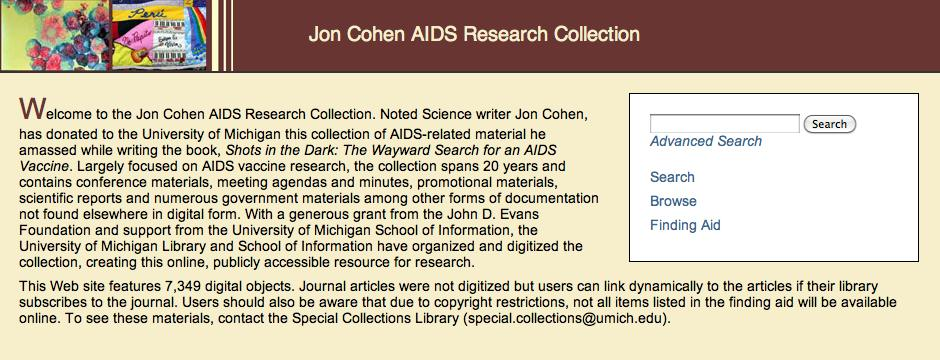 Perú
Jon Cohen AIDS Research Collection
Welcome to the Jon Cohen AIDS Research Collection. Noted Science writer Jon Cohen,
has donated to the University of Michigan this collection of AIDS-related material he
amassed while writing the book, Shots in the Dark: The Wayward Search for an AIDS
Vaccine. Largely focused on AIDS vaccine research, the collection spans 20 years and
contains conference materials, meeting agendas and minutes, promotional materials,
scientific reports and numerous government materials among other forms of documentation
not found elsewhere in digital form. With a generous grant from the John D. Evans
Foundation and support from the University of Michigan School of Information, the
University of Michigan Library and School of Information have organized and digitized the
collection, creating this online, publicly accessible resource for research.
Search
Advanced Search
Search
Browse
Finding Aid
This Web site features 7,349 digital objects. Journal articles were not digitized but users can link dynamically to the articles if their library
subscribes to the journal. Users should also be aware that due to copyright restrictions, not all items listed in the finding aid will be available
online. To see these materials, contact the Special Collections Library (special.collections@umich.edu).